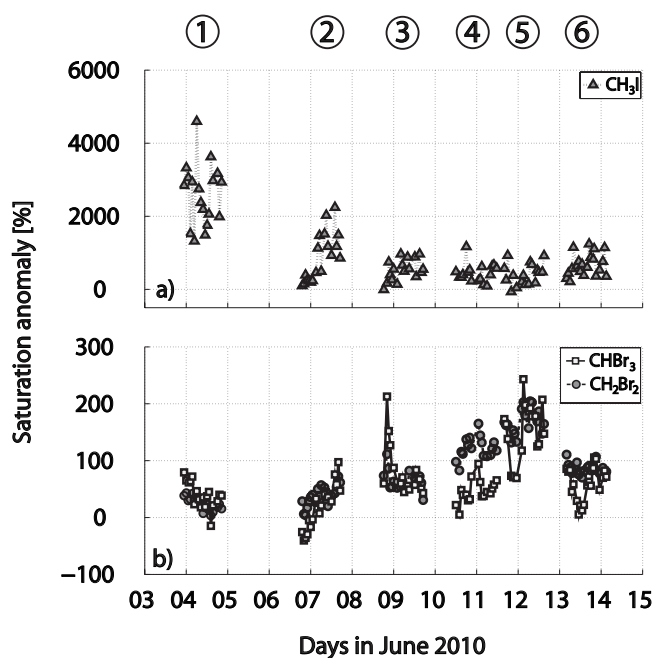 ① ② ③ ④ ⑤ ⑥
6000
CH₃I
4000
2000
0
a)
Saturation anomaly [%]
300
CHBr₃
CH₂Br₂
200
100
0
b)
−100
03 04 05 06 07 08 09 10 11 12 13 14 15
Days in June 2010